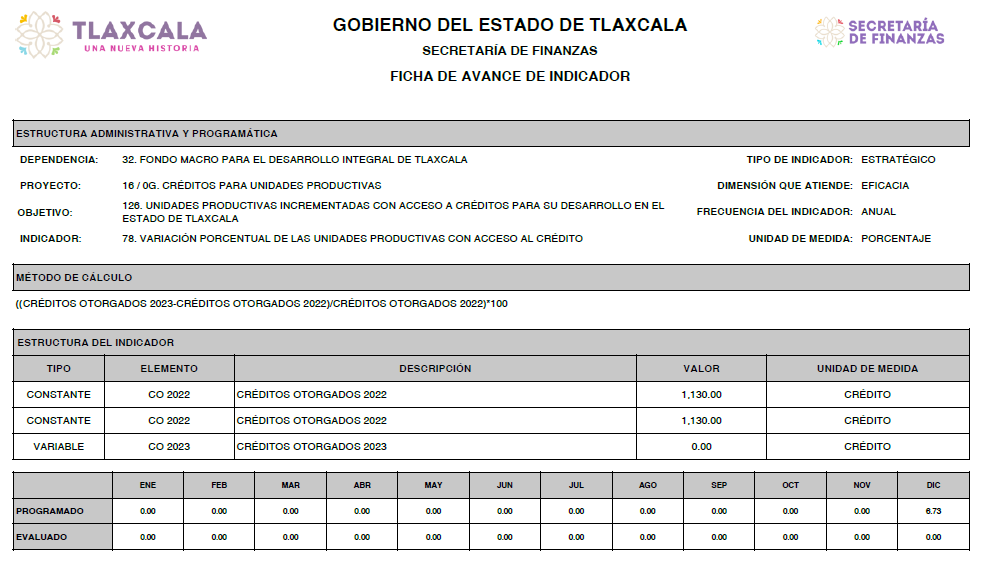 TLAXCALA
UNA NUEVA HISTORIA
GOBIERNO DEL ESTADO DE TLAXCALA
SECRETARÍA DE FINANZAS
FICHA DE AVANCE DE INDICADOR
SECRETARÍA
DE FINANZAS
ESTRUCTURA ADMINISTRATIVA Y PROGRAMÁTICA
DEPENDENCIA: 32. FONDO MACRO PARA EL DESARROLLO INTEGRAL DE TLAXCALA TIPO DE INDICADOR: ESTRATÉGICO
PROYECTO: 16 / 0G. CRÉDITOS PARA UNIDADES PRODUCTIVAS DIMENSIÓN QUE ATIENDE: EFICACIA
OBJETIVO: 126. UNIDADES PRODUCTIVAS INCREMENTADAS CON ACCESO A CRÉDITOS PARA SU DESARROLLO EN EL
ESTADO DE TLAXCALA FRECUENCIA DEL INDICADOR: ANUAL
INDICADOR: 78. VARIACIÓN PORCENTUAL DE LAS UNIDADES PRODUCTIVAS CON ACCESO AL CRÉDITO UNIDAD DE MEDIDA: PORCENTAJE
MÉTODO DE CÁLCULO
((CRÉDITOS OTORGADOS 2023-CRÉDITOS OTORGADOS 2022)/CRÉDITOS OTORGADOS 2022)*100
ESTRUCTURA DEL INDICADOR
TIPO ELEMENTO DESCRIPCIÓN VALOR UNIDAD DE MEDIDA
CONSTANTE CO 2022 CRÉDITOS OTORGADOS 2022 1,130.00 CRÉDITO
CONSTANTE CO 2022 CRÉDITOS OTORGADOS 2022 1,130.00 CRÉDITO
VARIABLE CO 2023 CRÉDITOS OTORGADOS 2023 0.00 CRÉDITO
ENE FEB MAR ABR MAY JUN JUL AGO SEP OCT NOV DIC
PROGRAMADO 0.00 0.00 0.00 0.00 0.00 0.00 0.00 0.00 0.00 0.00 0.00 6.73
EVALUADO 0.00 0.00 0.00 0.00 0.00 0.00 0.00 0.00 0.00 0.00 0.00 0.00